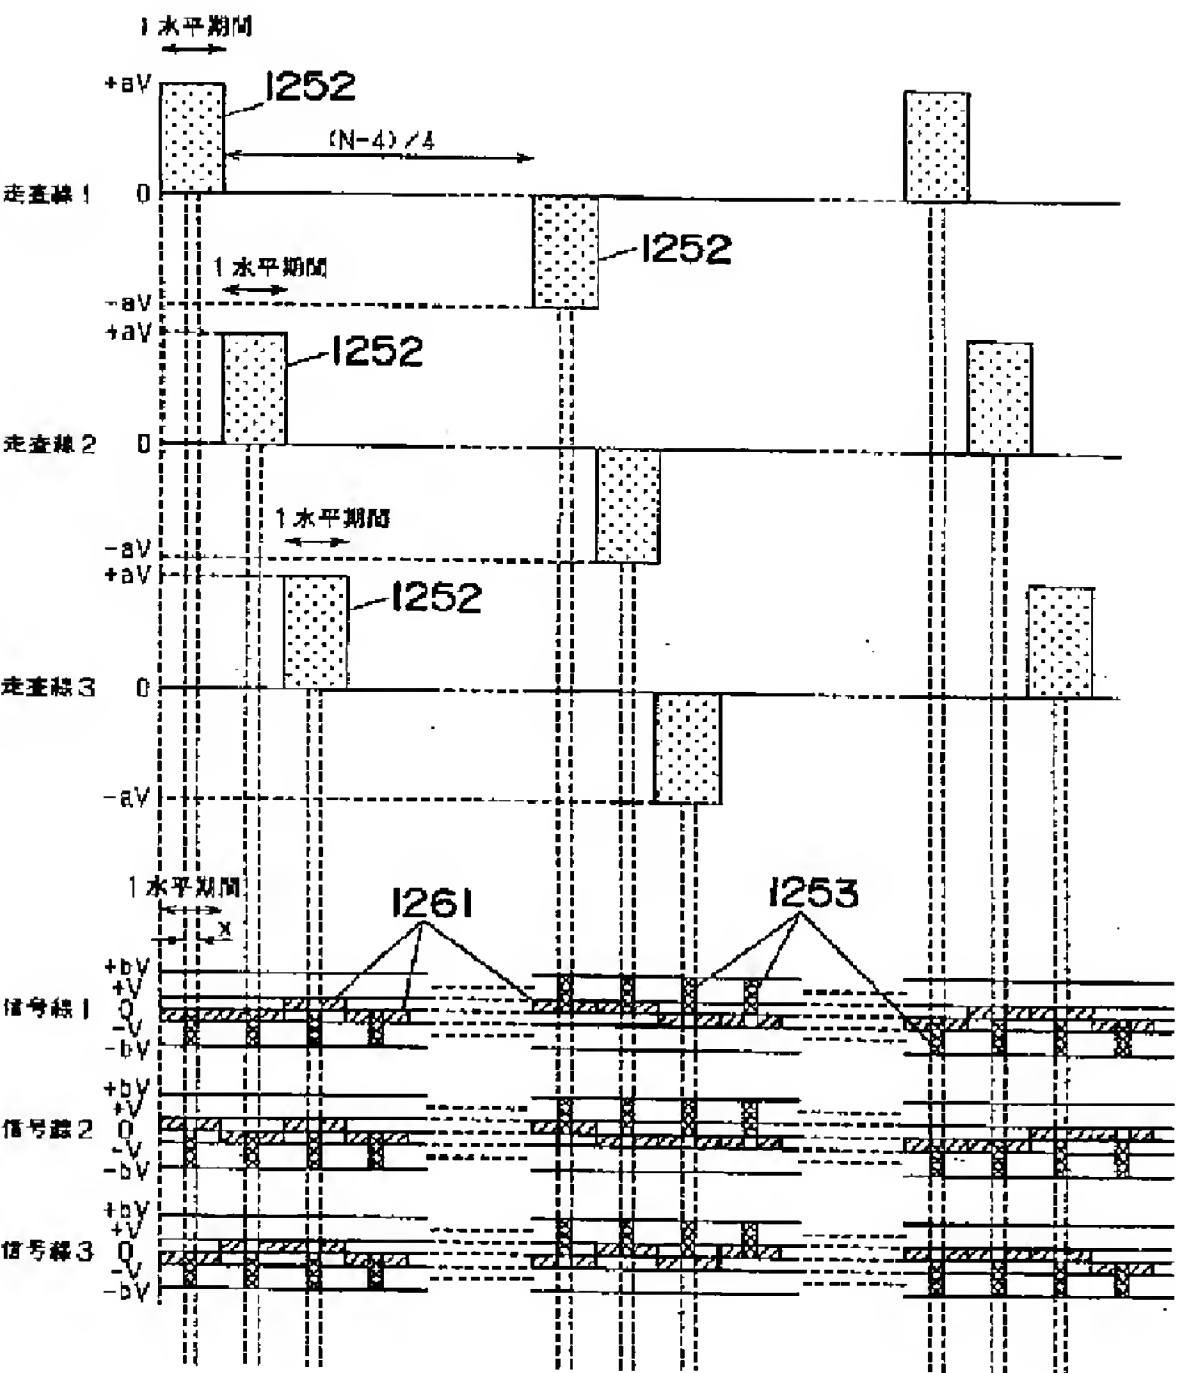 1水平期間
+aV
1252
(N-4)/4
走査線1 0
1252
1水平期間
-aV
+aV
1252
走査線2 0
1水平期間
-aV
+aV
1252
走査線3 0
-aV
1水平期間
1261
1253
x
+bV
+V
信号線1 0
-V
-bV
+bV
+V
信号線2 0
-V
-bV
+bV
+V
信号線3 0
-V
-bV